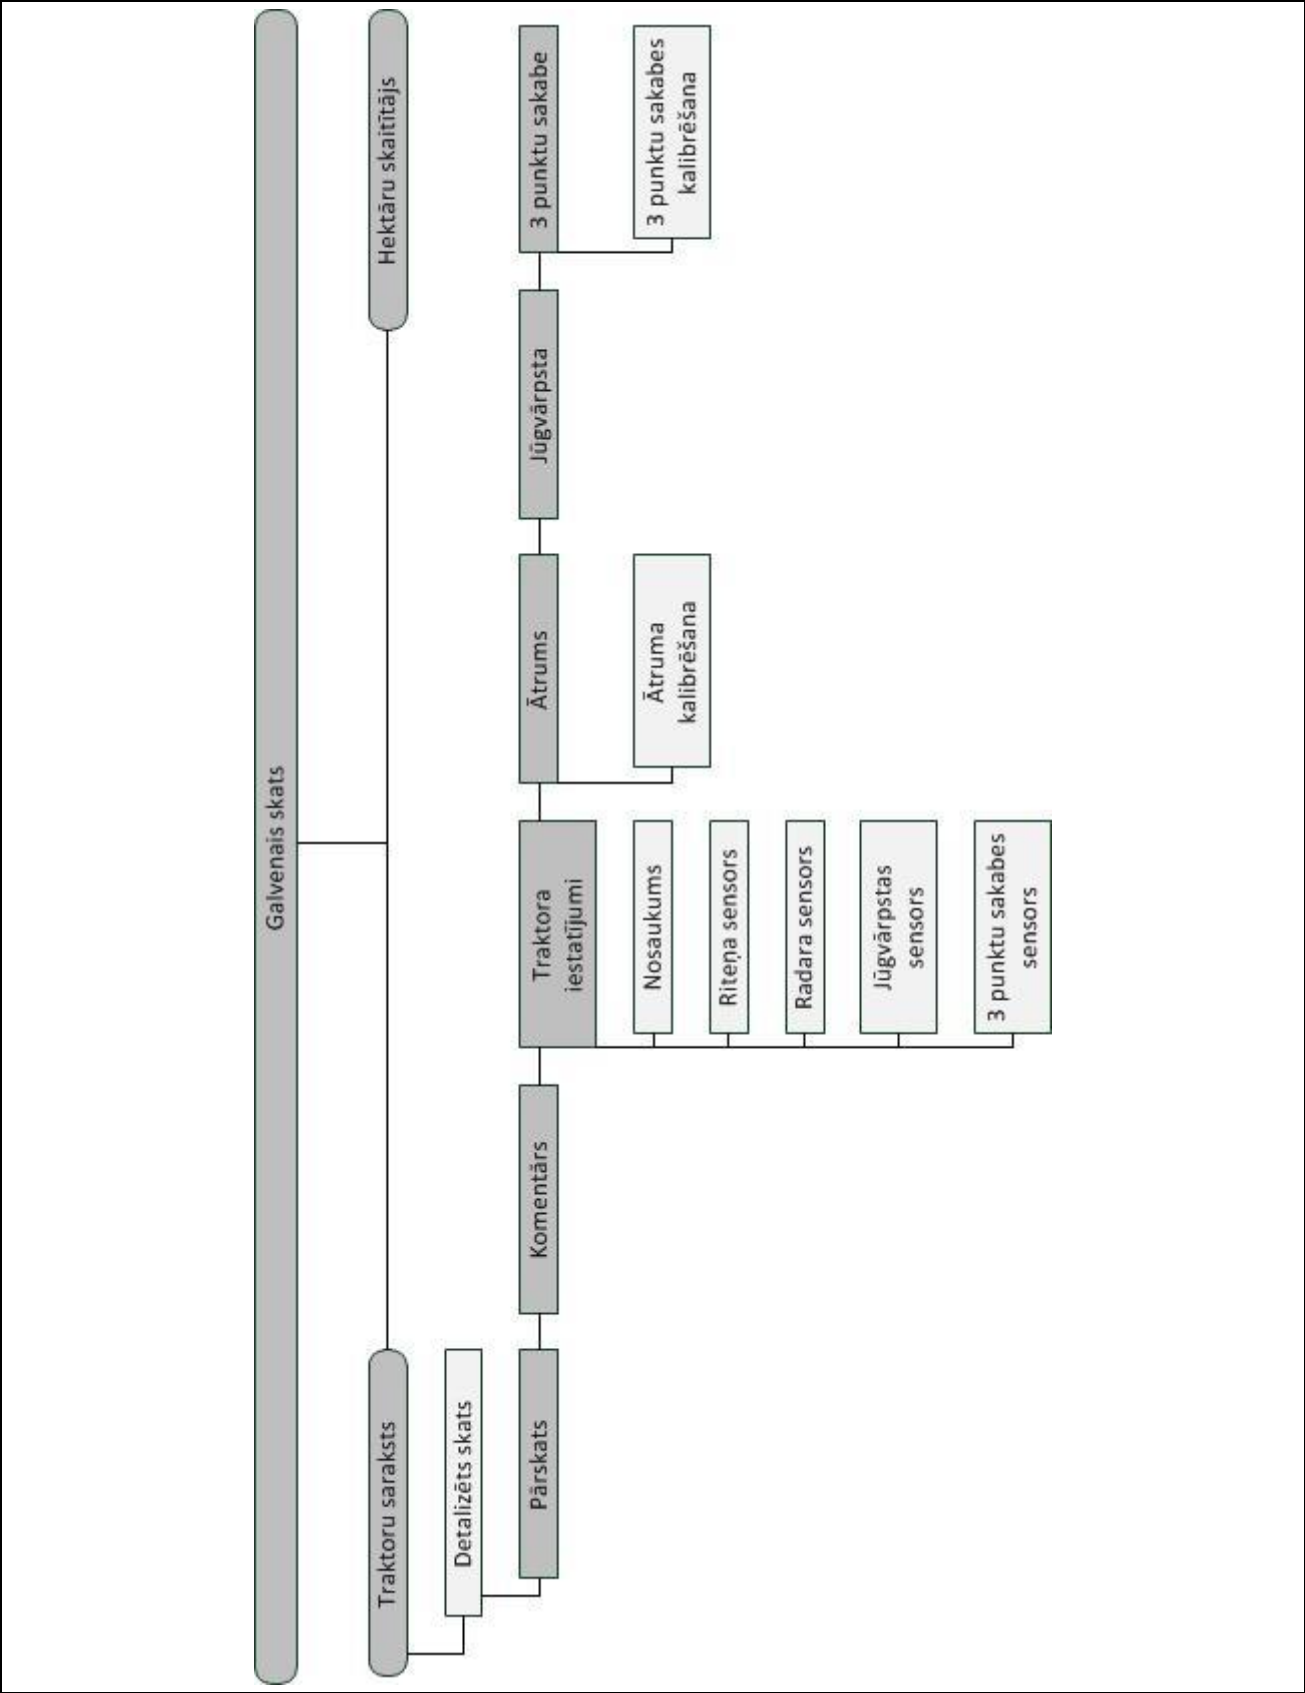 Galvenais skats
Traktoru saraksts
Hektāru skaitītājs
Detalizēts skats
Pārskats
Komentārs
Traktora
iestatījumi
Ātrums
Jūgvārpsta
3 punktu sakabe
Nosaukums
Riteņa sensors
Radara sensors
Jūgvārpstas
sensors
3 punktu sakabes
sensors
Ātruma
kalibrēšana
3 punktu sakabes
kalibrēšana